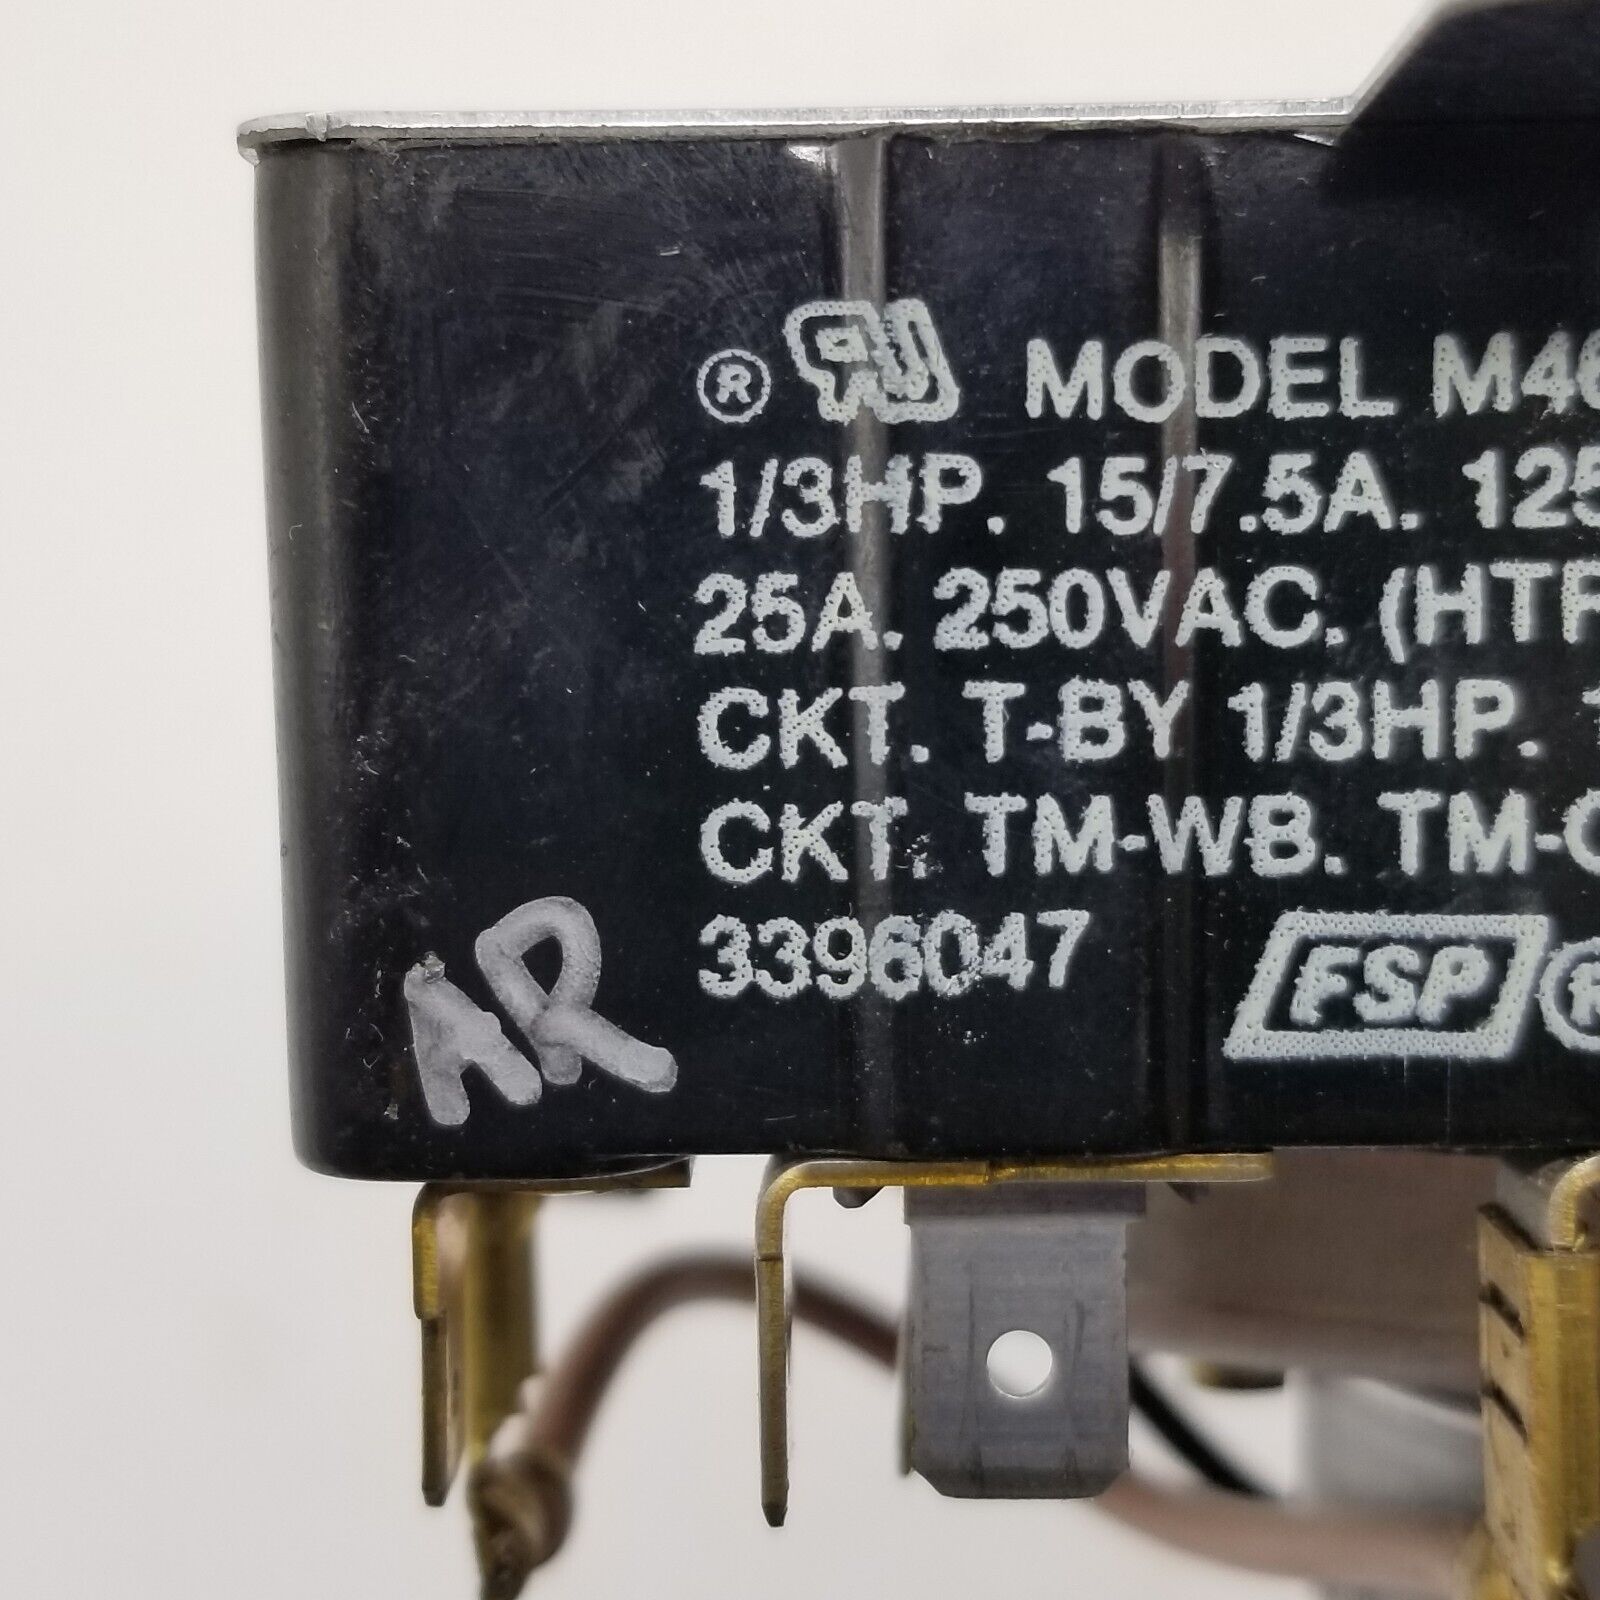 ® MODEL M46
1/3HP. 15/7.5A. 125
25A. 250VAC. (HTR
CKT. T-BY 1/3HP. 1
CKT. TM-WB. TM-
3396047 FSP®
AR